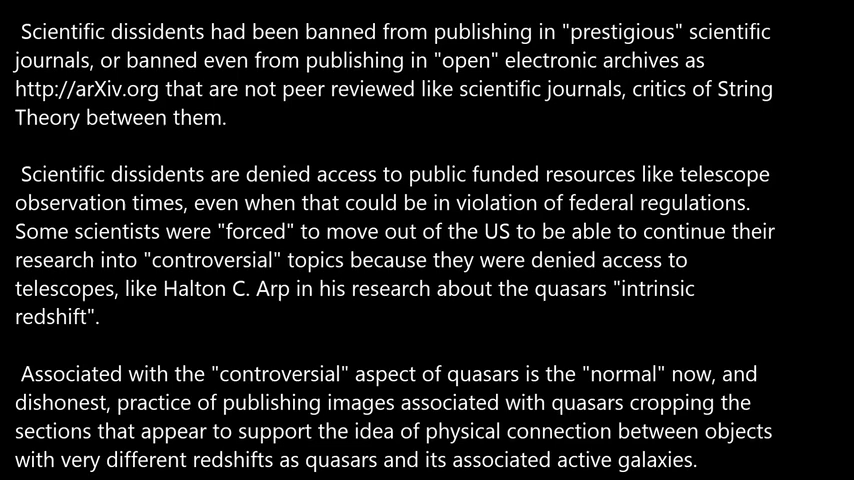 Scientific dissidents had been banned from publishing in "prestigious" scientific
journals, or banned even from publishing in "open" electronic archives as
http://arXiv.org that are not peer reviewed like scientific journals, critics of String
Theory between them.
Scientific dissidents are denied access to public funded resources like telescope
observation times, even when that could be in violation of federal regulations.
Some scientists were "forced" to move out of the US to be able to continue their
research into "controversial" topics because they were denied access to
telescopes, like Halton C. Arp in his research about the quasars "intrinsic
redshift".
Associated with the "controversial" aspect of quasars is the "normal" now, and
dishonest, practice of publishing images associated with quasars cropping the
sections that appear to support the idea of physical connection between objects
with very different redshifts as quasars and its associated active galaxies.